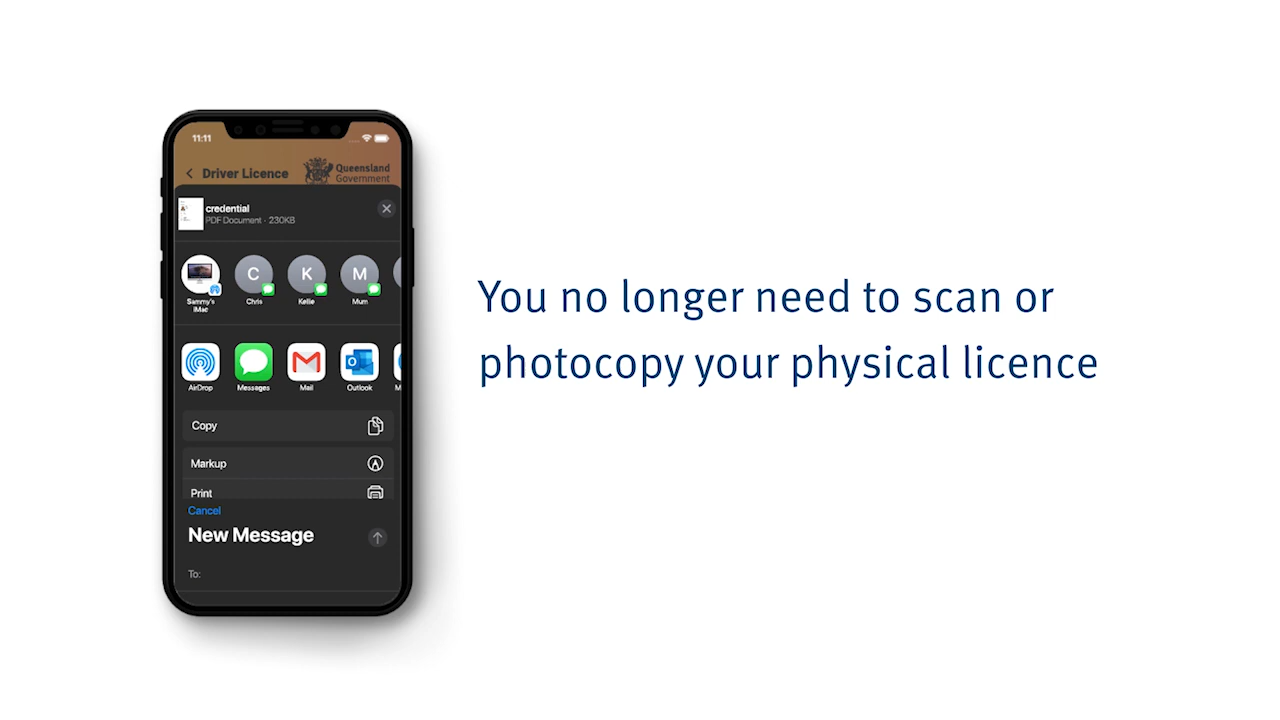 11:11
Driver Licence
Queensland
Government
credential
PDF Document · 230KB
Sammy's
iMac
Chris
Kellie
Mum
C
K
M
AirDrop
Messages
Mail
Outlook
Copy
Markup
Print
Cancel
New Message
To:
You no longer need to scan or
photocopy your physical licence